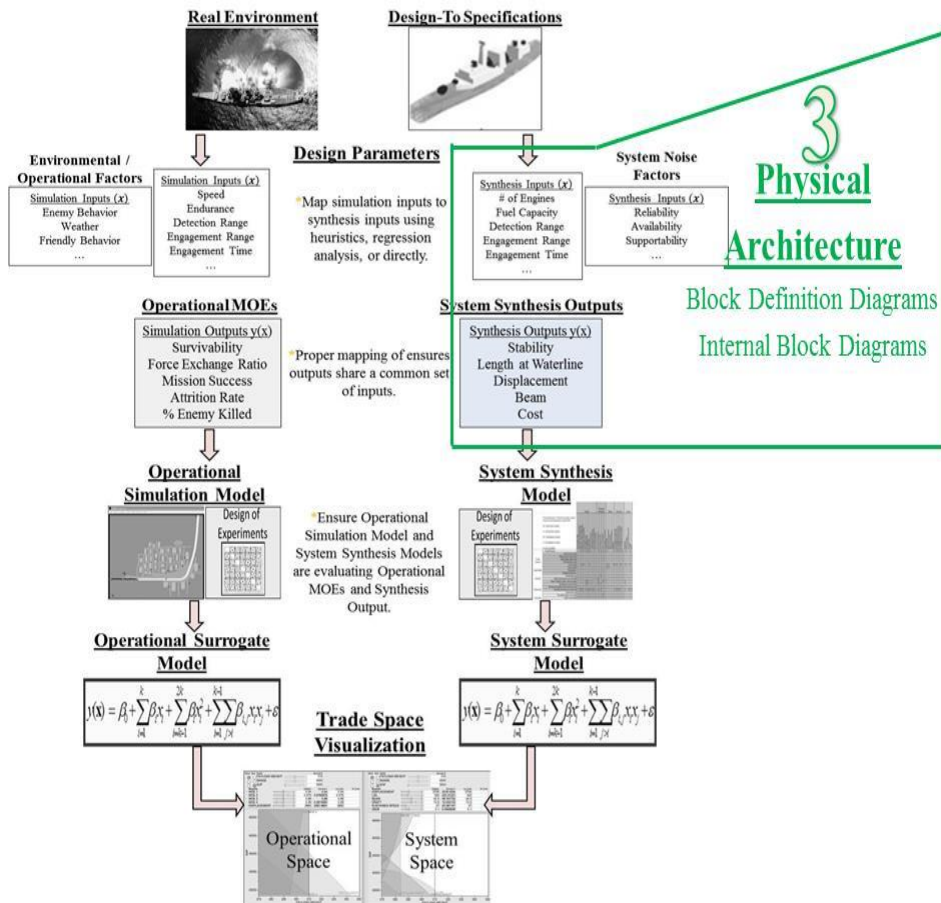 Real Environment
Design-To Specifications
3
Physical
Architecture
Block Definition Diagrams
Internal Block Diagrams
Environmental /
Operational Factors
Simulation Inputs (x)
Enemy Behavior
Weather
Friendly Behavior
…
Simulation Inputs (x)
Speed
Endurance
Detection Range
Engagement Range
Engagement Time
…
Design Parameters
*Map simulation inputs to
synthesis inputs using
heuristics, regression
analysis, or directly.
Synthesis Inputs (x)
# of Engines
Fuel Capacity
Detection Range
Engagement Range
Engagement Time
…
System Noise
Factors
Synthesis Inputs (x)
Reliability
Availability
Supportability
…
Operational MOEs
Simulation Outputs y(x)
Survivability
Force Exchange Ratio
Mission Success
Attrition Rate
% Enemy Killed
*Proper mapping of ensures
outputs share a common set
of inputs.
System Synthesis Outputs
Synthesis Outputs y(x)
Stability
Length at Waterline
Displacement
Beam
Cost
Operational
Simulation Model
Design of
Experiments
*Ensure Operational
Simulation Model and
System Synthesis Models
are evaluating Operational
MOEs and Synthesis
Output.
System Synthesis
Model
Design of
Experiments
Operational Surrogate
Model
System Surrogate
Model
Trade Space
Visualization
Operational
Space
System
Space